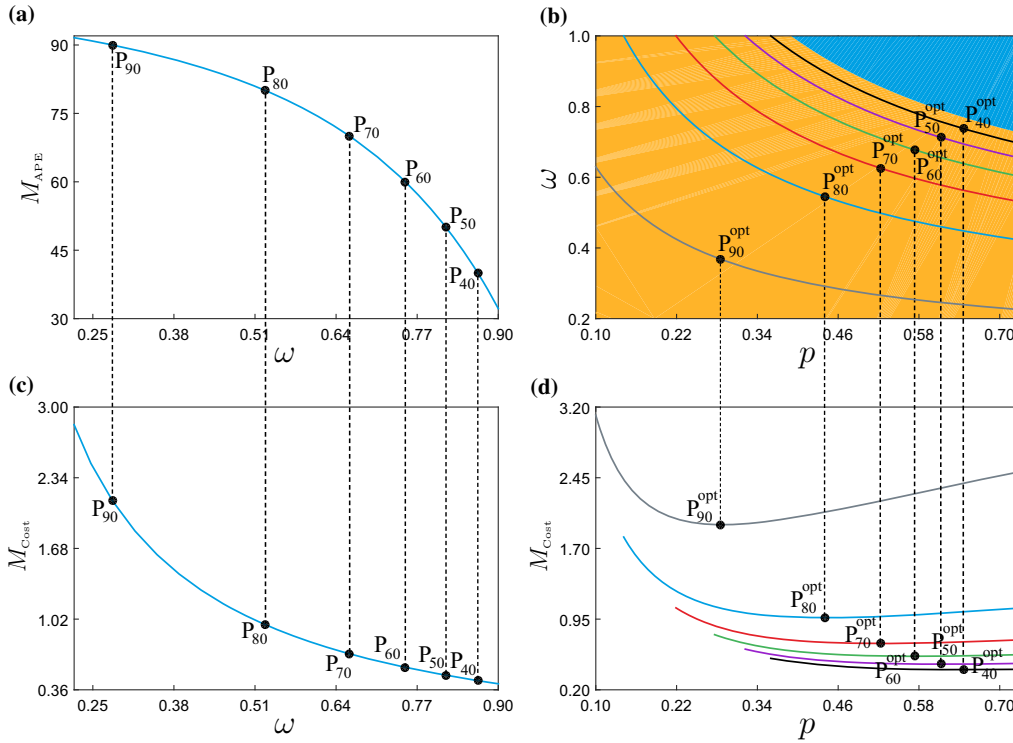 (a)
90
75
60
45
30
M_APE
P_90
P_80
P_70
P_60
P_50
P_40
0.25 0.38 0.51 0.64 0.77 0.90
ω
(b)
1.0
0.8
0.6
0.4
0.2
ω
P_90^opt
P_80^opt
P_70^opt
P_60^opt
P_50^opt
P_40^opt
0.10 0.22 0.34 0.46 0.58 0.70
p
(c)
3.00
2.34
1.68
1.02
0.36
M_Cost
P_90
P_80
P_70
P_60
P_50
P_40
0.25 0.38 0.51 0.64 0.77 0.90
ω
(d)
3.20
2.45
1.70
0.95
0.20
M_Cost
P_90^opt
P_80^opt
P_70^opt
P_60^opt
P_50^opt
P_40^opt
0.10 0.22 0.34 0.46 0.58 0.70
p